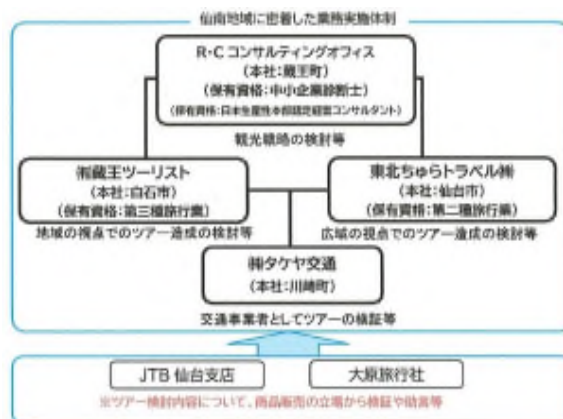 仙南地域に密着した業務実施体制
R・Cコンサルティングオフィス
(本社:蔵王町)
(保有資格:中小企業診断士)
(保有資格:日本生産性本部認定経営コンサルタント)
観光戦略の検討等
㈲蔵王ツーリスト
(本社:白石市)
(保有資格:第三種旅行業)
地域の視点でのツアー造成の検討等
東北ちゅらトラベル㈱
(本社:仙台市)
(保有資格:第二種旅行業)
広域の視点でのツアー造成の検討等
㈱タケヤ交通
(本社:川崎町)
交通事業者としてツアーの検証等
JTB 仙台支店
大原旅行社
※ツアー検討内容について、商品販売の立場から検証や助言等